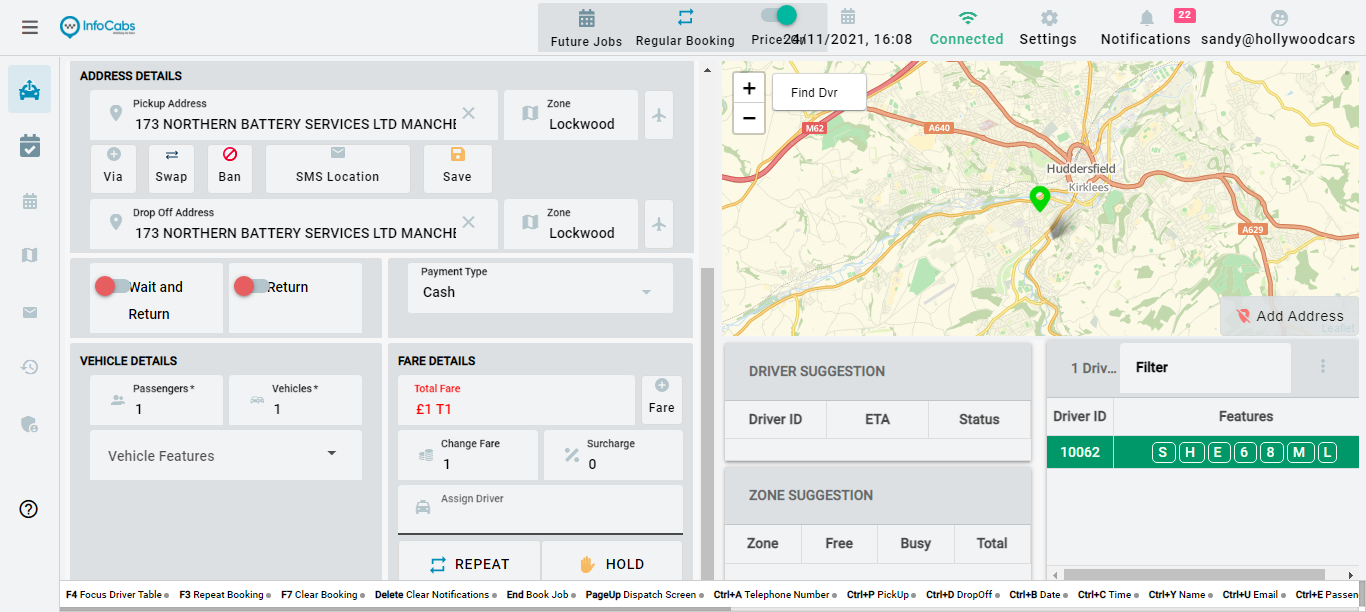 InfoCabs
Future Jobs
Regular Booking
24/11/2021, 16:08
Connected
Settings
22
Notifications
sandy@hollywoodcars
ADDRESS DETAILS
Pickup Address
173 NORTHERN BATTERY SERVICES LTD MANCHE
Zone
Lockwood
Via
Swap
Ban
SMS Location
Save
Drop Off Address
173 NORTHERN BATTERY SERVICES LTD MANCHE
Zone
Lockwood
Wait and
Return
Return
Payment Type
Cash
VEHICLE DETAILS
Passengers*
1
Vehicles*
1
Vehicle Features
FARE DETAILS
Total Fare
£1 T1
Fare
Change Fare
1
Surcharge
0
Assign Driver
REPEAT
HOLD
+
−
Find Dvr
M62
A640
Huddersfield
Kirklees
A629
Add Address
Leaflet
DRIVER SUGGESTION
Driver ID ETA Status
ZONE SUGGESTION
Zone Free Busy Total
1 Driv...
Filter
Driver ID Features
10062 S H E 6 8 M L
F4 Focus Driver Table F3 Repeat Booking F7 Clear Booking Delete Clear Notifications End Book Job PageUp Dispatch Screen Ctrl+A Telephone Number Ctrl+P PickUp Ctrl+D DropOff Ctrl+B Date Ctrl+C Time Ctrl+Y Name Ctrl+U Email Ctrl+E Passen